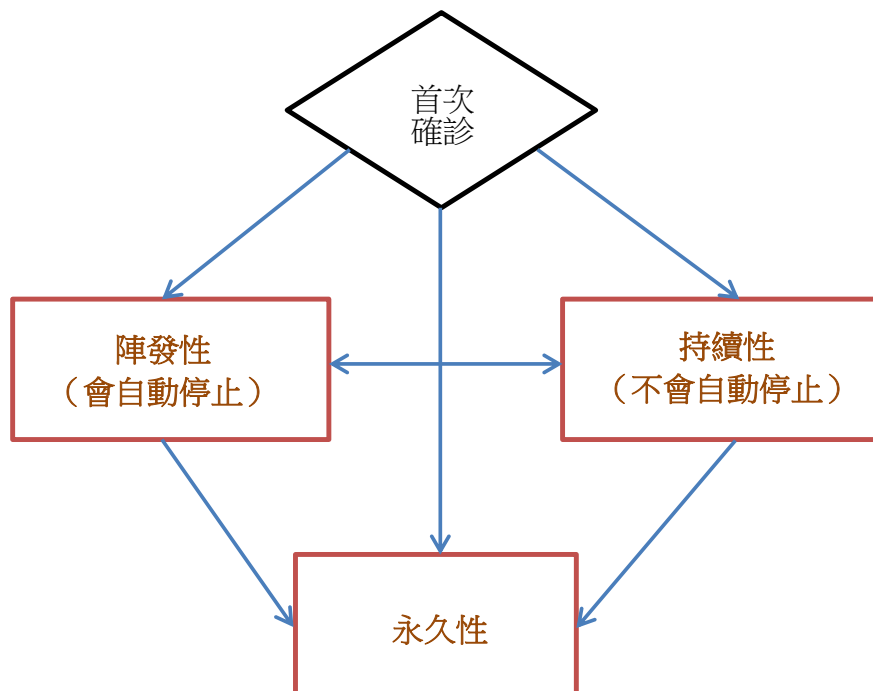 首次
確診
陣發性
（會自動停止）
持續性
（不會自動停止）
永久性